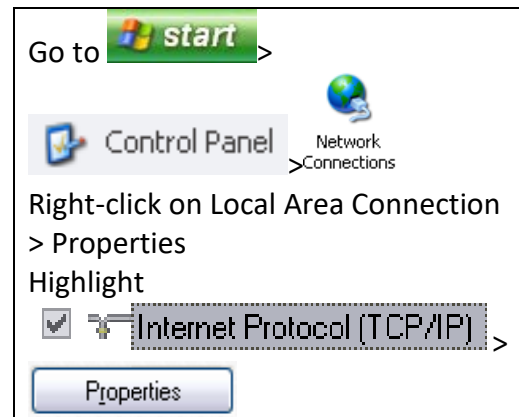 Go to start >
Control Panel > Network Connections
Right-click on Local Area Connection
> Properties
Highlight
Internet Protocol (TCP/IP) >
Properties